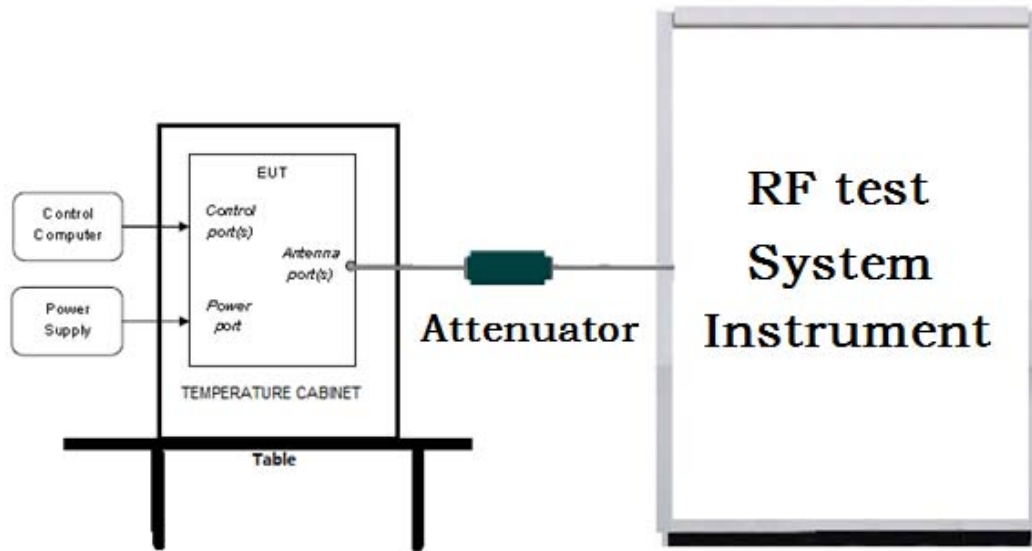 Control
Computer
Power
Supply
EUT
Control
port(s)
Antenna
port(s)
Power
port
TEMPERATURE CABINET
Table
Attenuator
RF test
System
Instrument